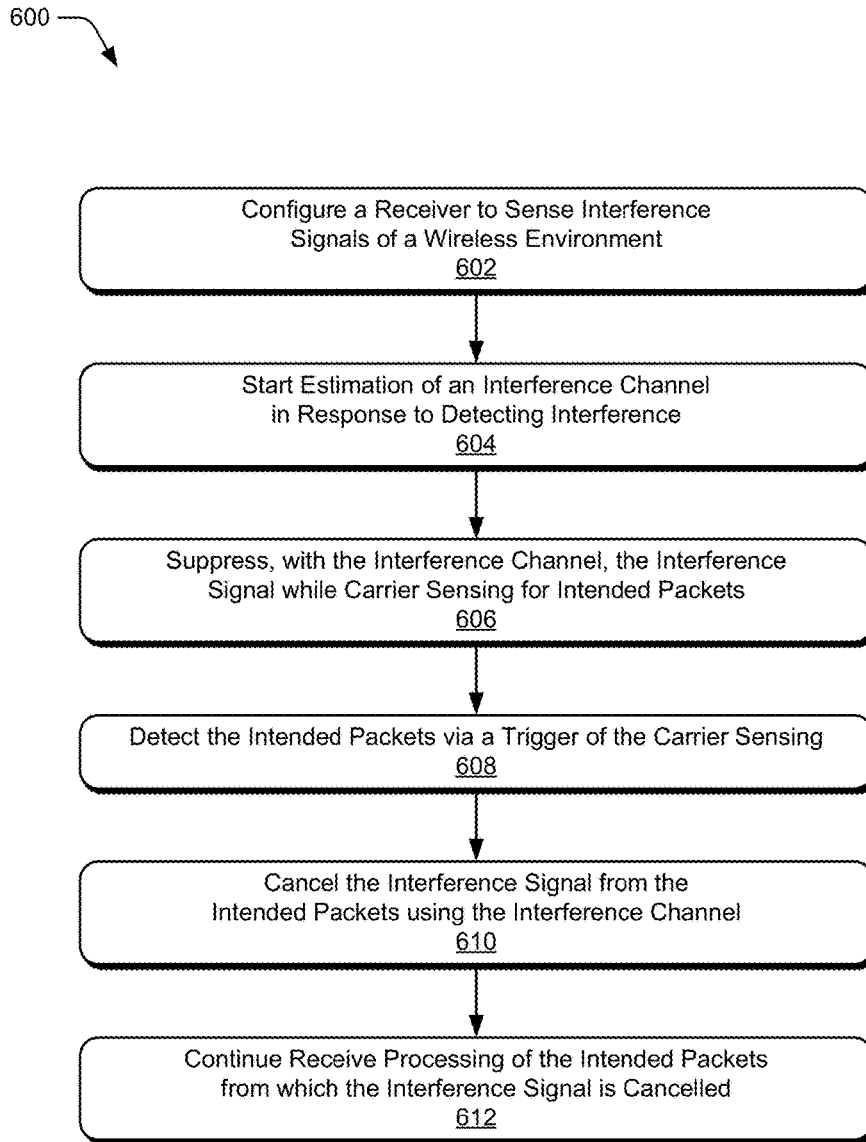 600
Configure a Receiver to Sense Interference
Signals of a Wireless Environment
602
Start Estimation of an Interference Channel
in Response to Detecting Interference
604
Suppress, with the Interference Channel, the Interference
Signal while Carrier Sensing for Intended Packets
606
Detect the Intended Packets via a Trigger of the Carrier Sensing
608
Cancel the Interference Signal from the
Intended Packets using the Interference Channel
610
Continue Receive Processing of the Intended Packets
from which the Interference Signal is Cancelled
612